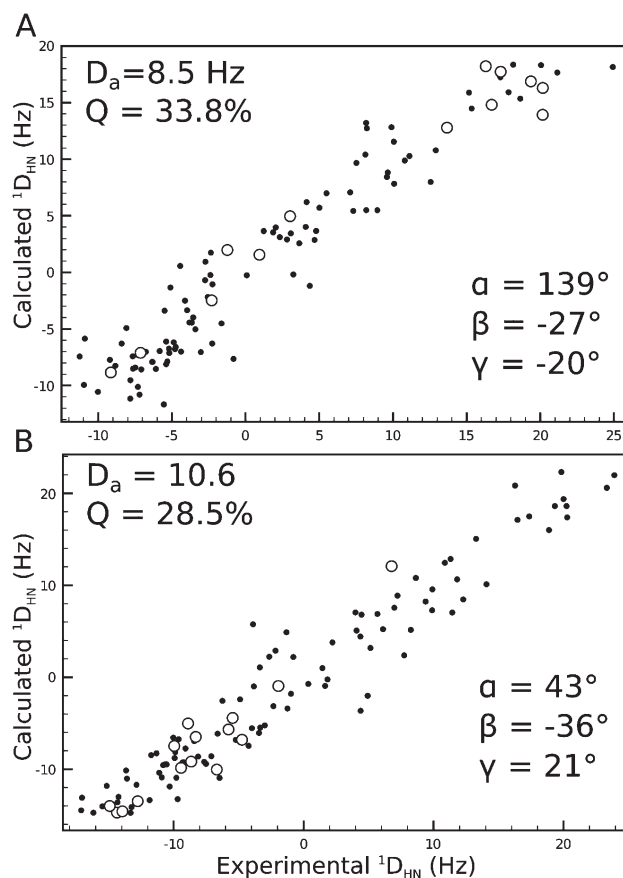 A
D_a=8.5 Hz
Q = 33.8%
α = 139°
β = -27°
γ = -20°
Calculated ¹D_HN (Hz)
20
15
10
5
0
-5
-10
-10 -5 0 5 10 15 20 25
B
D_a = 10.6
Q = 28.5%
α = 43°
β = -36°
γ = 21°
Calculated ¹D_HN (Hz)
20
10
0
-10
-10 0 10 20
Experimental ¹D_HN (Hz)